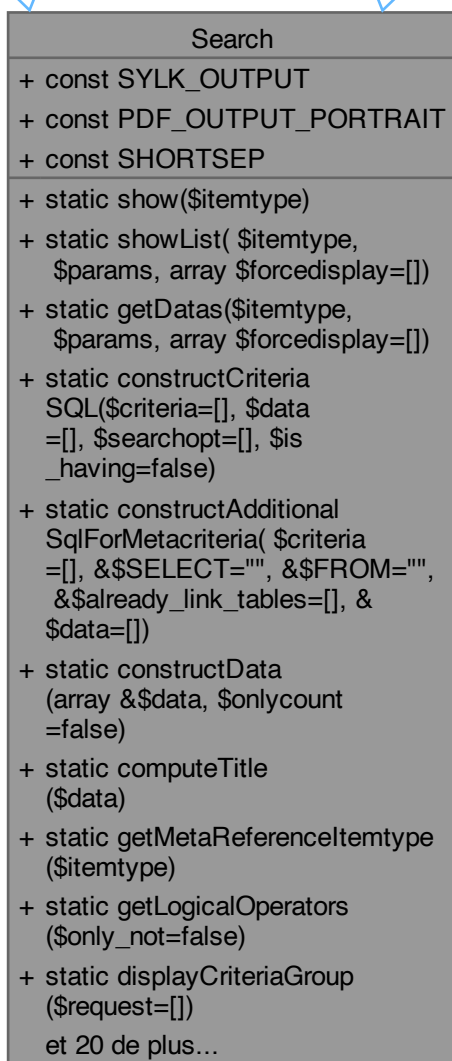 Search
+ const SYLK_OUTPUT
+ const PDF_OUTPUT_PORTRAIT
+ const SHORTSEP
+ static show($itemtype)
+ static showList( $itemtype,
$params, array $forcedisplay=[])
+ static getDatas($itemtype,
$params, array $forcedisplay=[])
+ static constructCriteria
SQL($criteria=[], $data
=[], $searchopt=[], $is
_having=false)
+ static constructAdditional
SqlForMetacriteria( $criteria
=[], &$SELECT="", &$FROM="",
&$already_link_tables=[], &
$data=[])
+ static constructData
(array &$data, $onlycount
=false)
+ static computeTitle
($data)
+ static getMetaReferenceItemtype
($itemtype)
+ static getLogicalOperators
($only_not=false)
+ static displayCriteriaGroup
($request=[])
et 20 de plus...